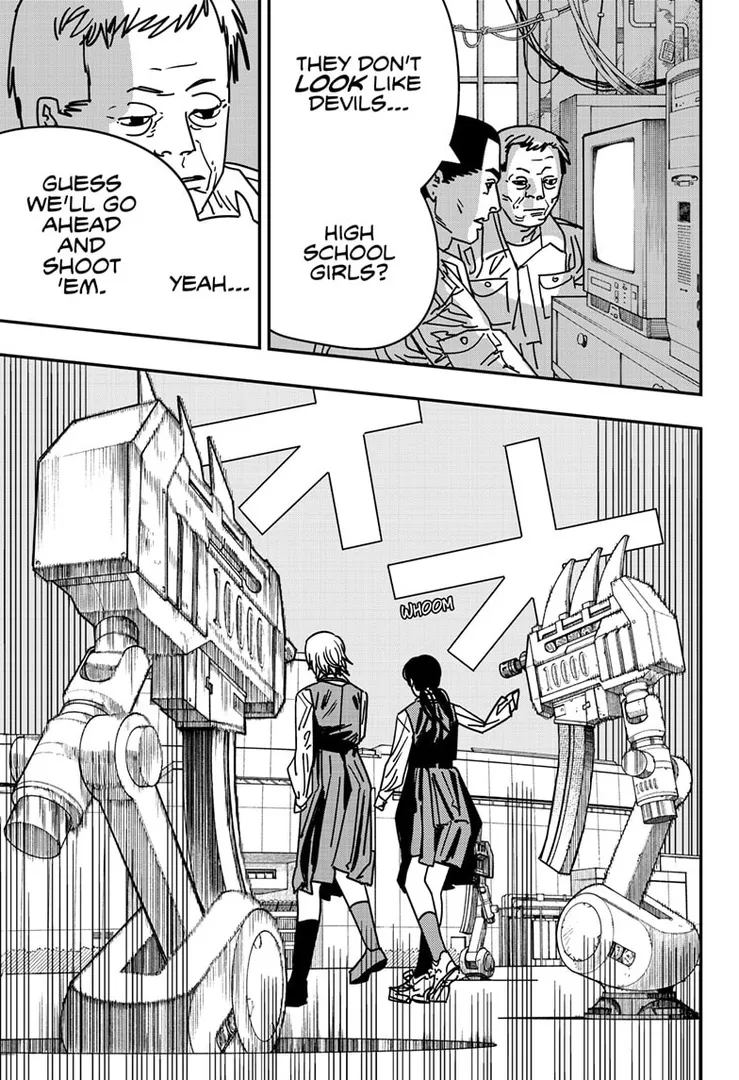 THEY DON'T
LOOK LIKE
DEVILS...
HIGH
SCHOOL
GIRLS?
YEAH...
GUESS
WE'LL GO
AHEAD
AND
SHOOT
'EM.
WHOOM